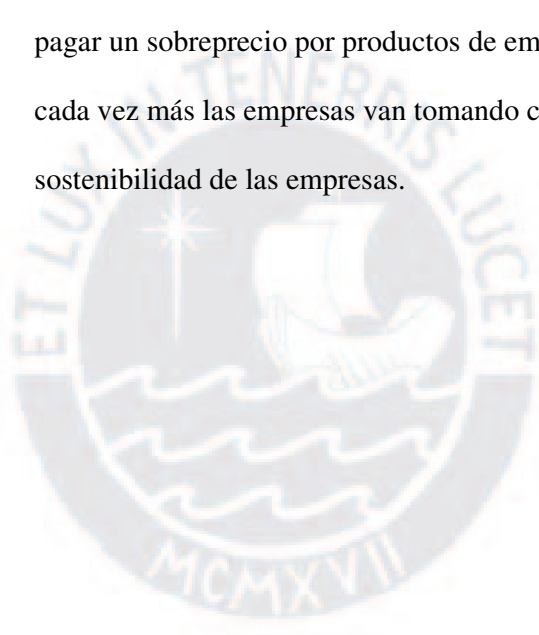 pagar un sobreprecio por productos de em
cada vez más las empresas van tomando c
sostenibilidad de las empresas.
ET LUX IN TENEBRIS LUCET
MCMXVII